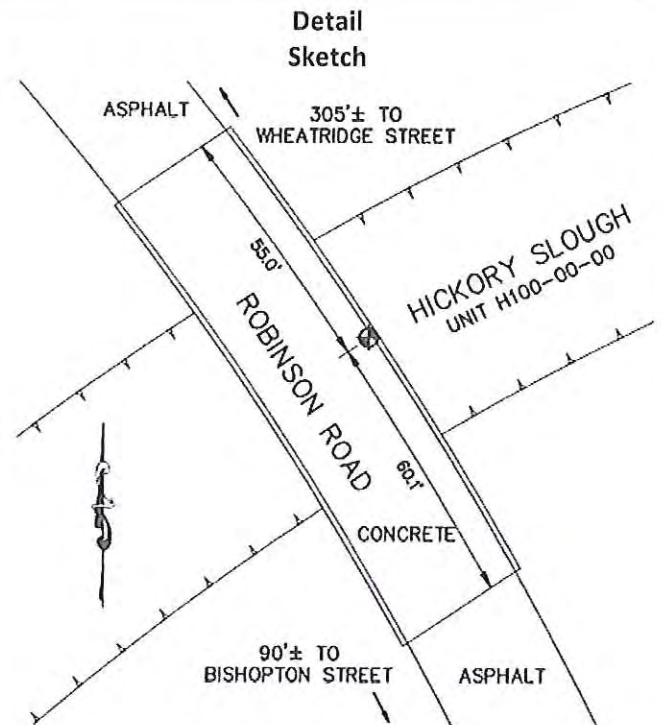 Detail
Sketch
ASPHALT
305'± TO
WHEATRIDGE STREET
55.0'
HICKORY SLOUGH
UNIT H100-00-00
ROBINSON ROAD
60.1'
CONCRETE
90'± TO
BISHOPTON STREET
ASPHALT